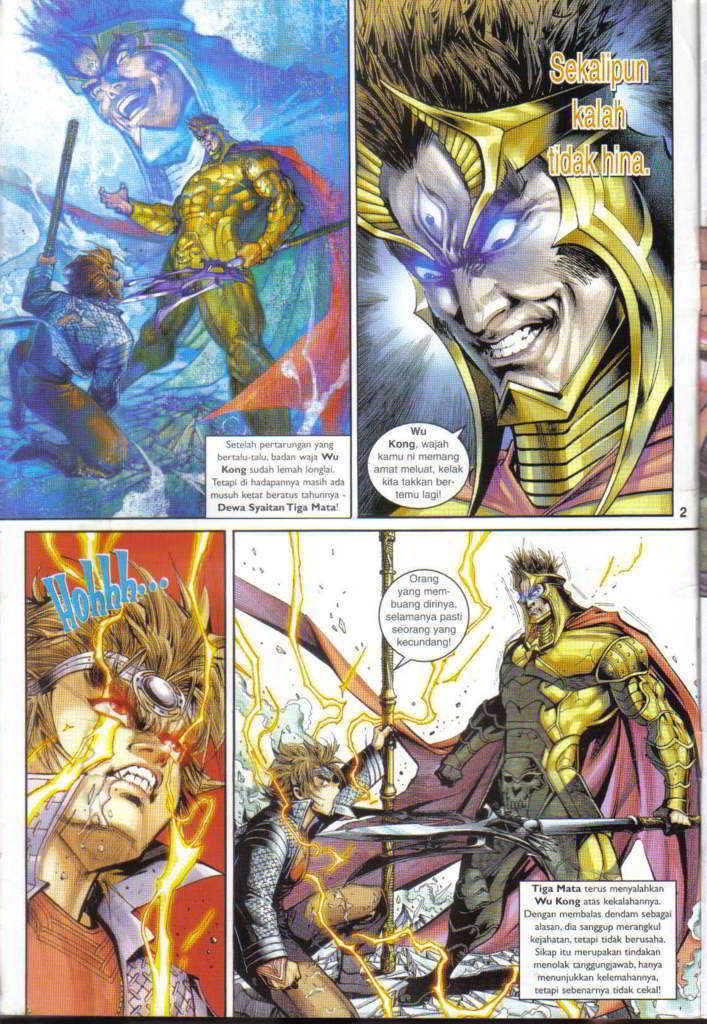 Setelah pertarungan yang
bertalu-talu, badan waja Wu
Kong sudah lemah longlai.
Tetapi di hadapannya masih ada
musuh ketat beratus tahunnya -
Dewa Syaitan Tiga Mata!
Sekalipun
kalah
tidak hina.
Wu
Kong, wajah
kamu ni memang
amat meluat, kelak
kita takkan ber-
temu lagi!
2
Hohhh...
Orang
yang mem-
buang dirinya,
selamanya pasti
seorang yang
kecundang!
Tiga Mata terus menyalahkan
Wu Kong atas kekalahannya.
Dengan membalas dendam sebagai
alasan, dia sanggup merangkul
kejahatan, tetapi tidak berusaha.
Sikap itu merupakan tindakan
menolak tanggungjawab, hanya
menunjukkan kelemahannya,
tetapi sebenarnya tidak cekal!